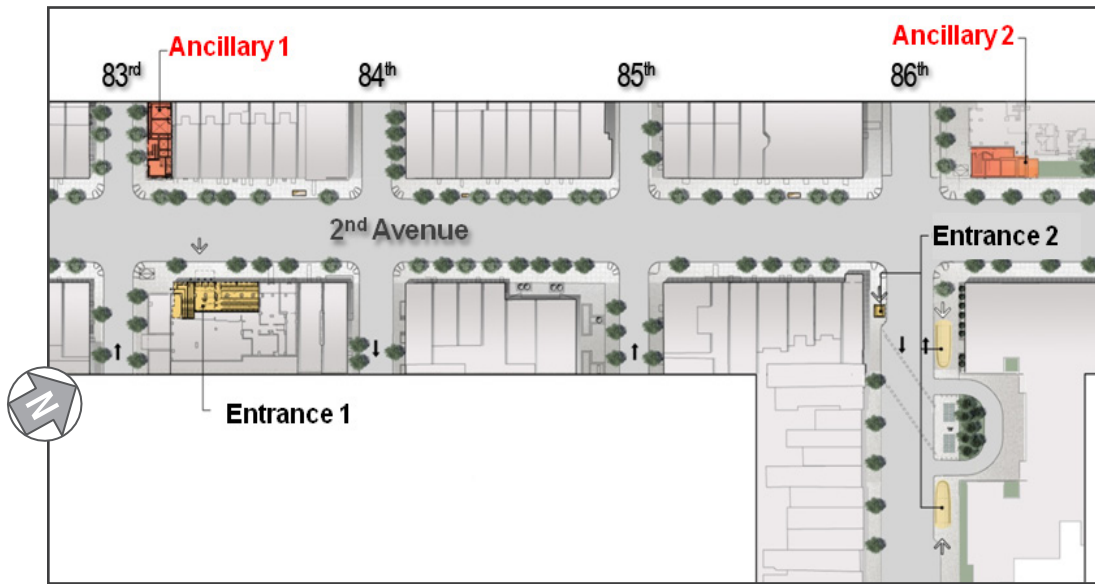 Ancillary 1
Ancillary 2
83rd
84th
85th
86th
2nd Avenue
Entrance 2
Entrance 1
N